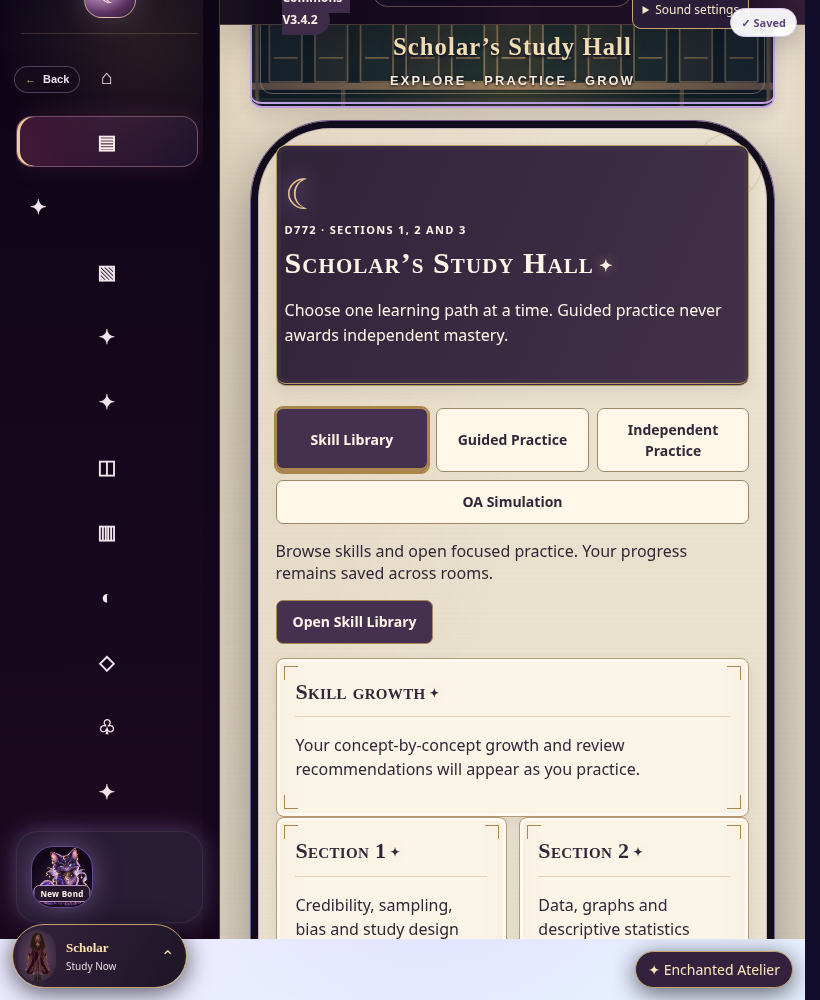 Commons
V3.4.2
▶ Sound settings
✓ Saved
Scholar’s Study Hall
EXPLORE · PRACTICE · GROW
← Back
D772 · SECTIONS 1, 2 AND 3
Scholar’s Study Hall
Choose one learning path at a time. Guided practice never
awards independent mastery.
Skill Library
Guided Practice
Independent
Practice
OA Simulation
Browse skills and open focused practice. Your progress
remains saved across rooms.
Open Skill Library
Skill growth
Your concept-by-concept growth and review
recommendations will appear as you practice.
Section 1
Credibility, sampling,
bias and study design
Section 2
Data, graphs and
descriptive statistics
New Bond
Scholar
Study Now
✦ Enchanted Atelier